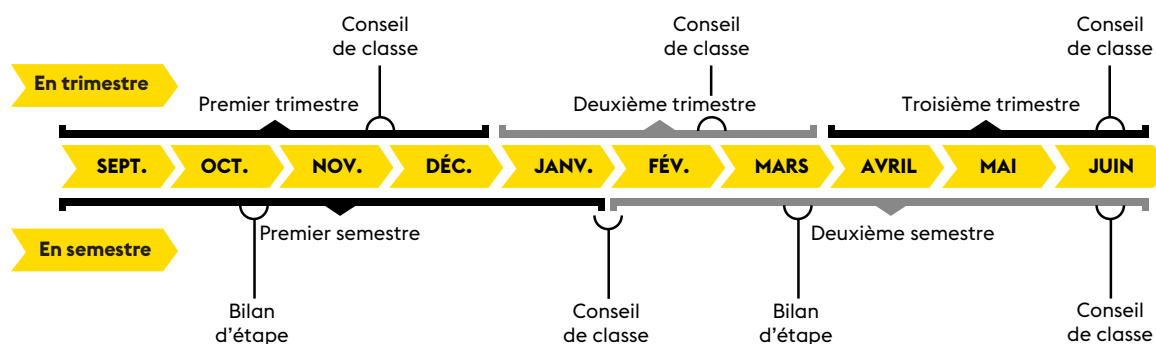 Conseil
de classe
Conseil
de classe
Conseil
de classe
En trimestre
Premier trimestre
Deuxième trimestre
Troisième trimestre
SEPT. OCT. NOV. DÉC. JANV. FÉV. MARS AVRIL MAI JUIN
En semestre
Premier semestre
Deuxième semestre
Bilan
d'étape
Conseil
de classe
Bilan
d'étape
Conseil
de classe